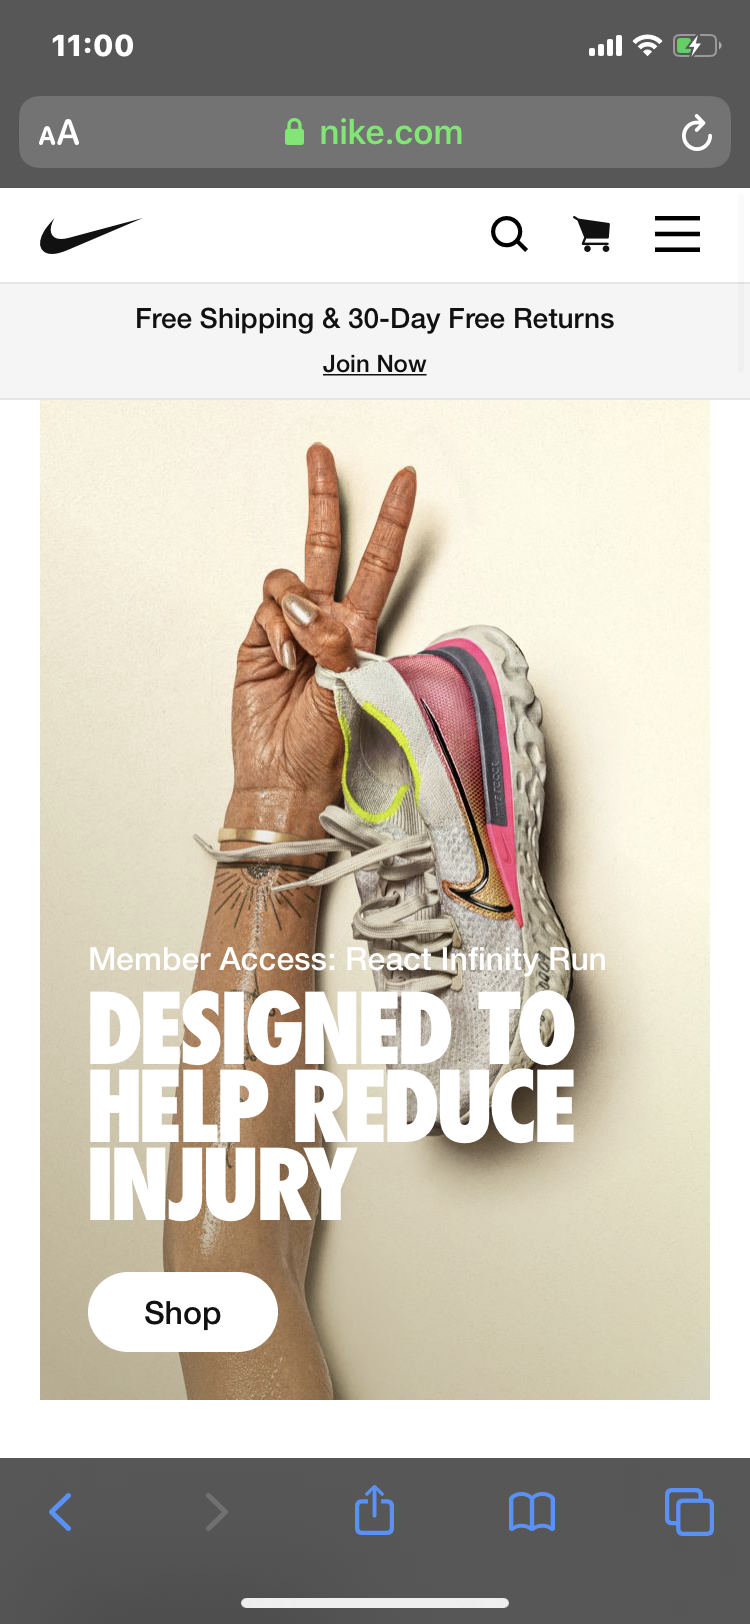 11:00
AA nike.com
Free Shipping & 30-Day Free Returns
Join Now
Member Access: React Infinity Run
DESIGNED TO
HELP REDUCE
INJURY
Shop